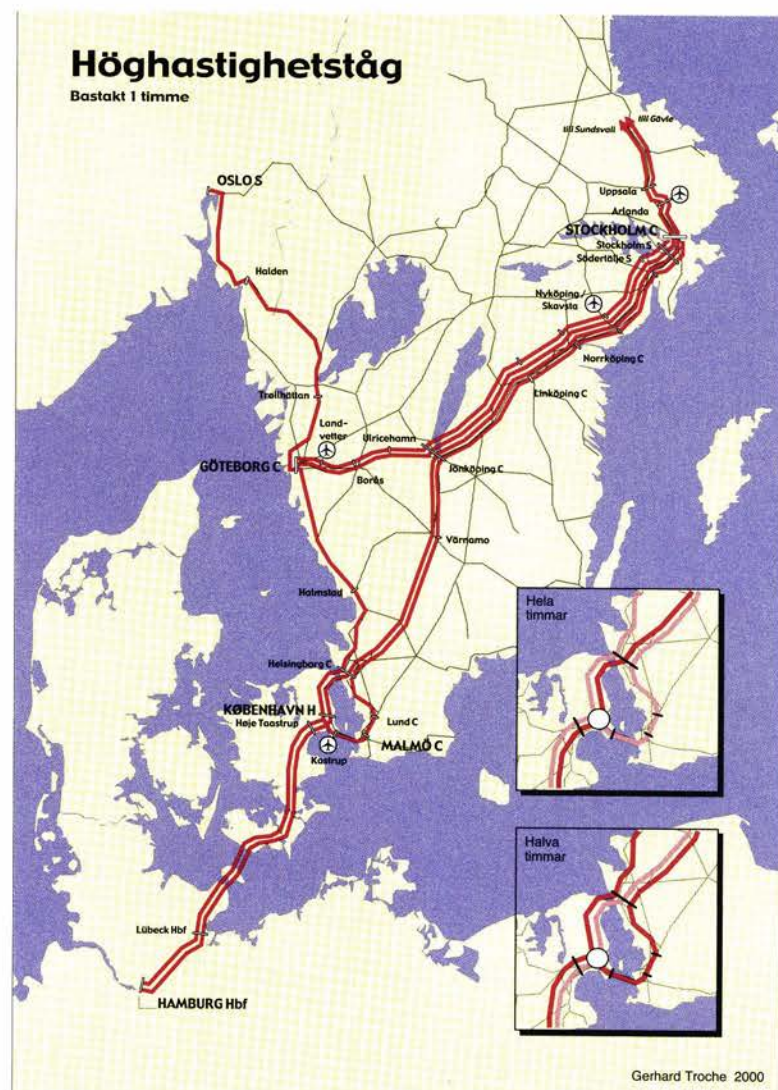 Höghastighetståg
Bastakt 1 timme
till Gävle
till Sundsvall
OSLO S
Uppsala
Arlanda
STOCKHOLM C
Stockholm S
Södertälje S
Halden
Nyköping /
Skavsta
Norrköping C
Linköping C
Trollhättan
Land-
vetter
Ulricehamn
GÖTEBORG C
Borås
Jönköping C
Värnamo
Halmstad
Hela
timmar
Helsingborg C
KØBENHAVN H
Høje Taastrup
Lund C
MALMÖ C
Kastrup
Halva
timmar
Lübeck Hbf
HAMBURG Hbf
Gerhard Troche 2000